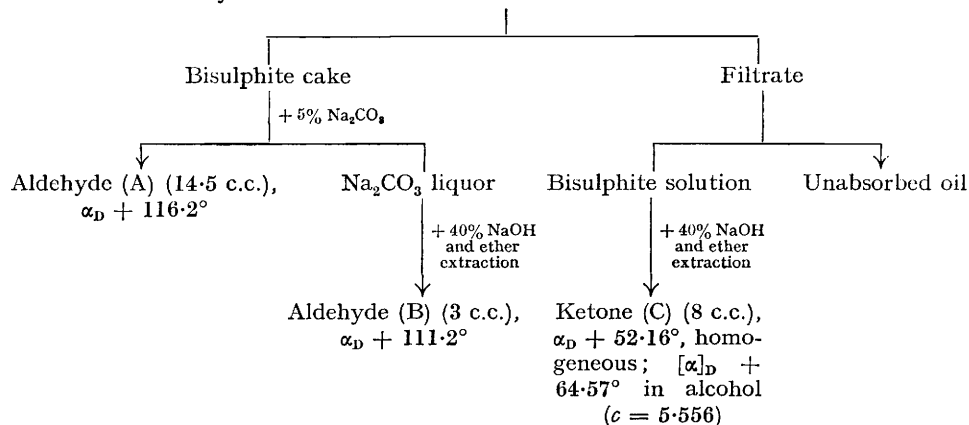 Bisulphite cake
Filtrate
+ 5% Na₂CO₃
Aldehyde (A) (14·5 c.c.),
α_D + 116·2°
Na₂CO₃ liquor
Bisulphite solution
Unabsorbed oil
+ 40% NaOH
and ether
extraction
+ 40% NaOH
and ether
extraction
Aldehyde (B) (3 c.c.),
α_D + 111·2°
Ketone (C) (8 c.c.),
α_D + 52·16°, homo-
geneous; [α]_D +
64·57° in alcohol
(c = 5·556)